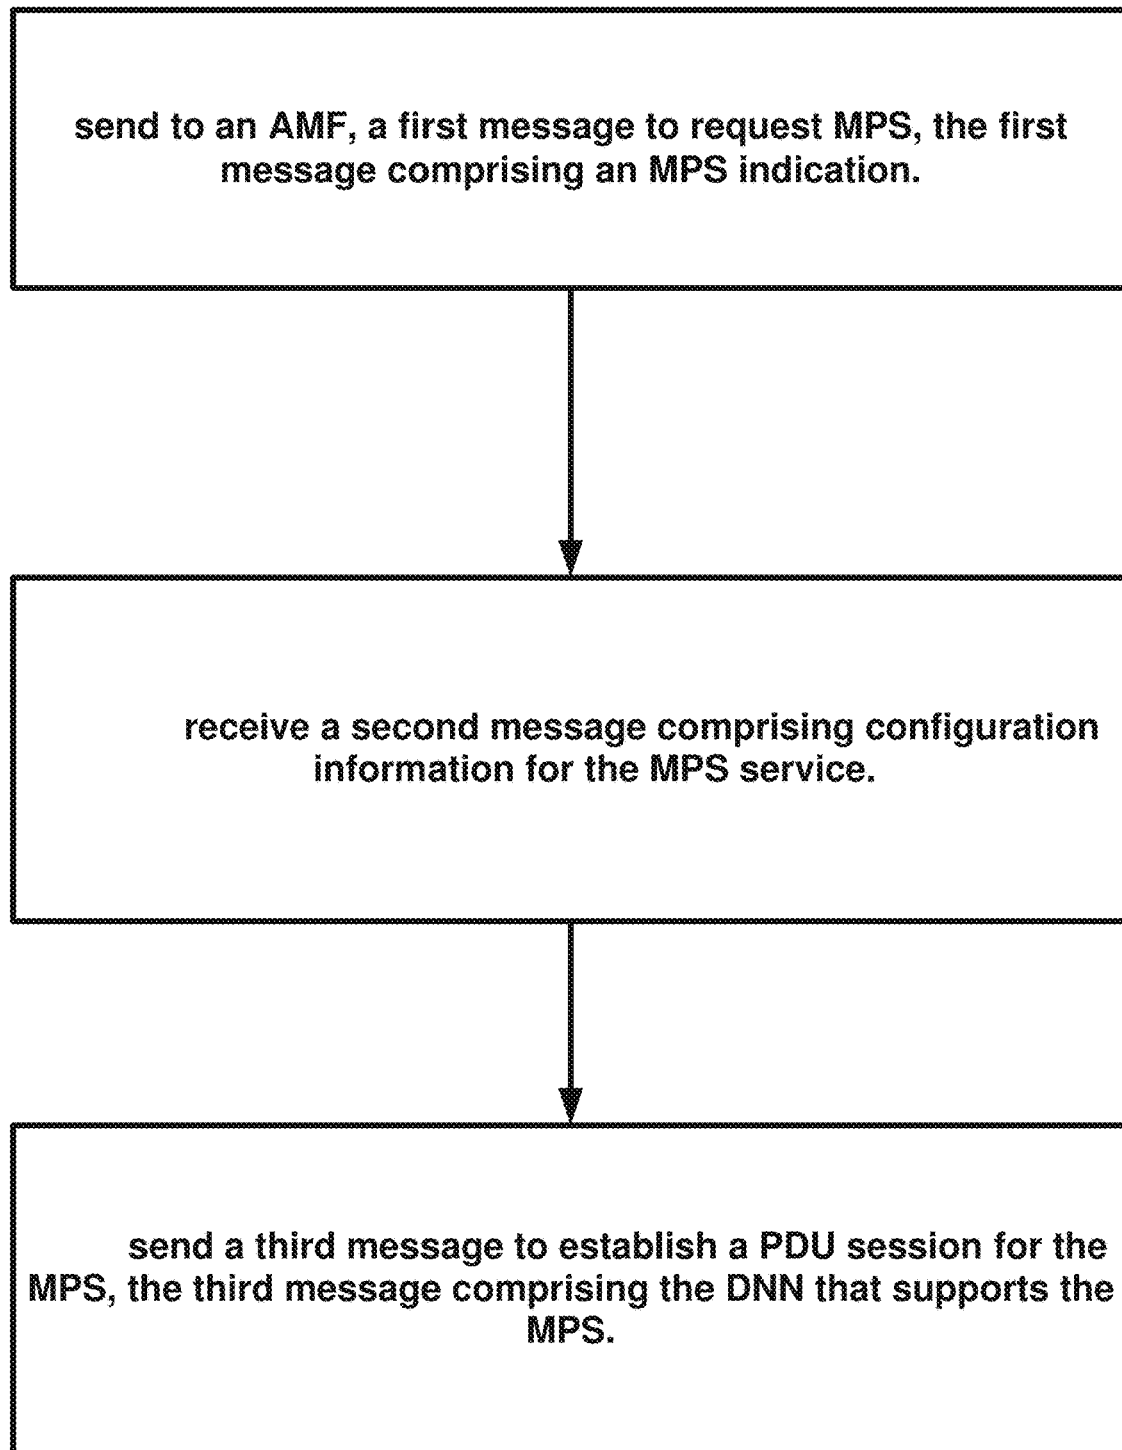 send to an AMF, a first message to request MPS, the first
message comprising an MPS indication.
receive a second message comprising configuration
information for the MPS service.
send a third message to establish a PDU session for the
MPS, the third message comprising the DNN that supports the
MPS.